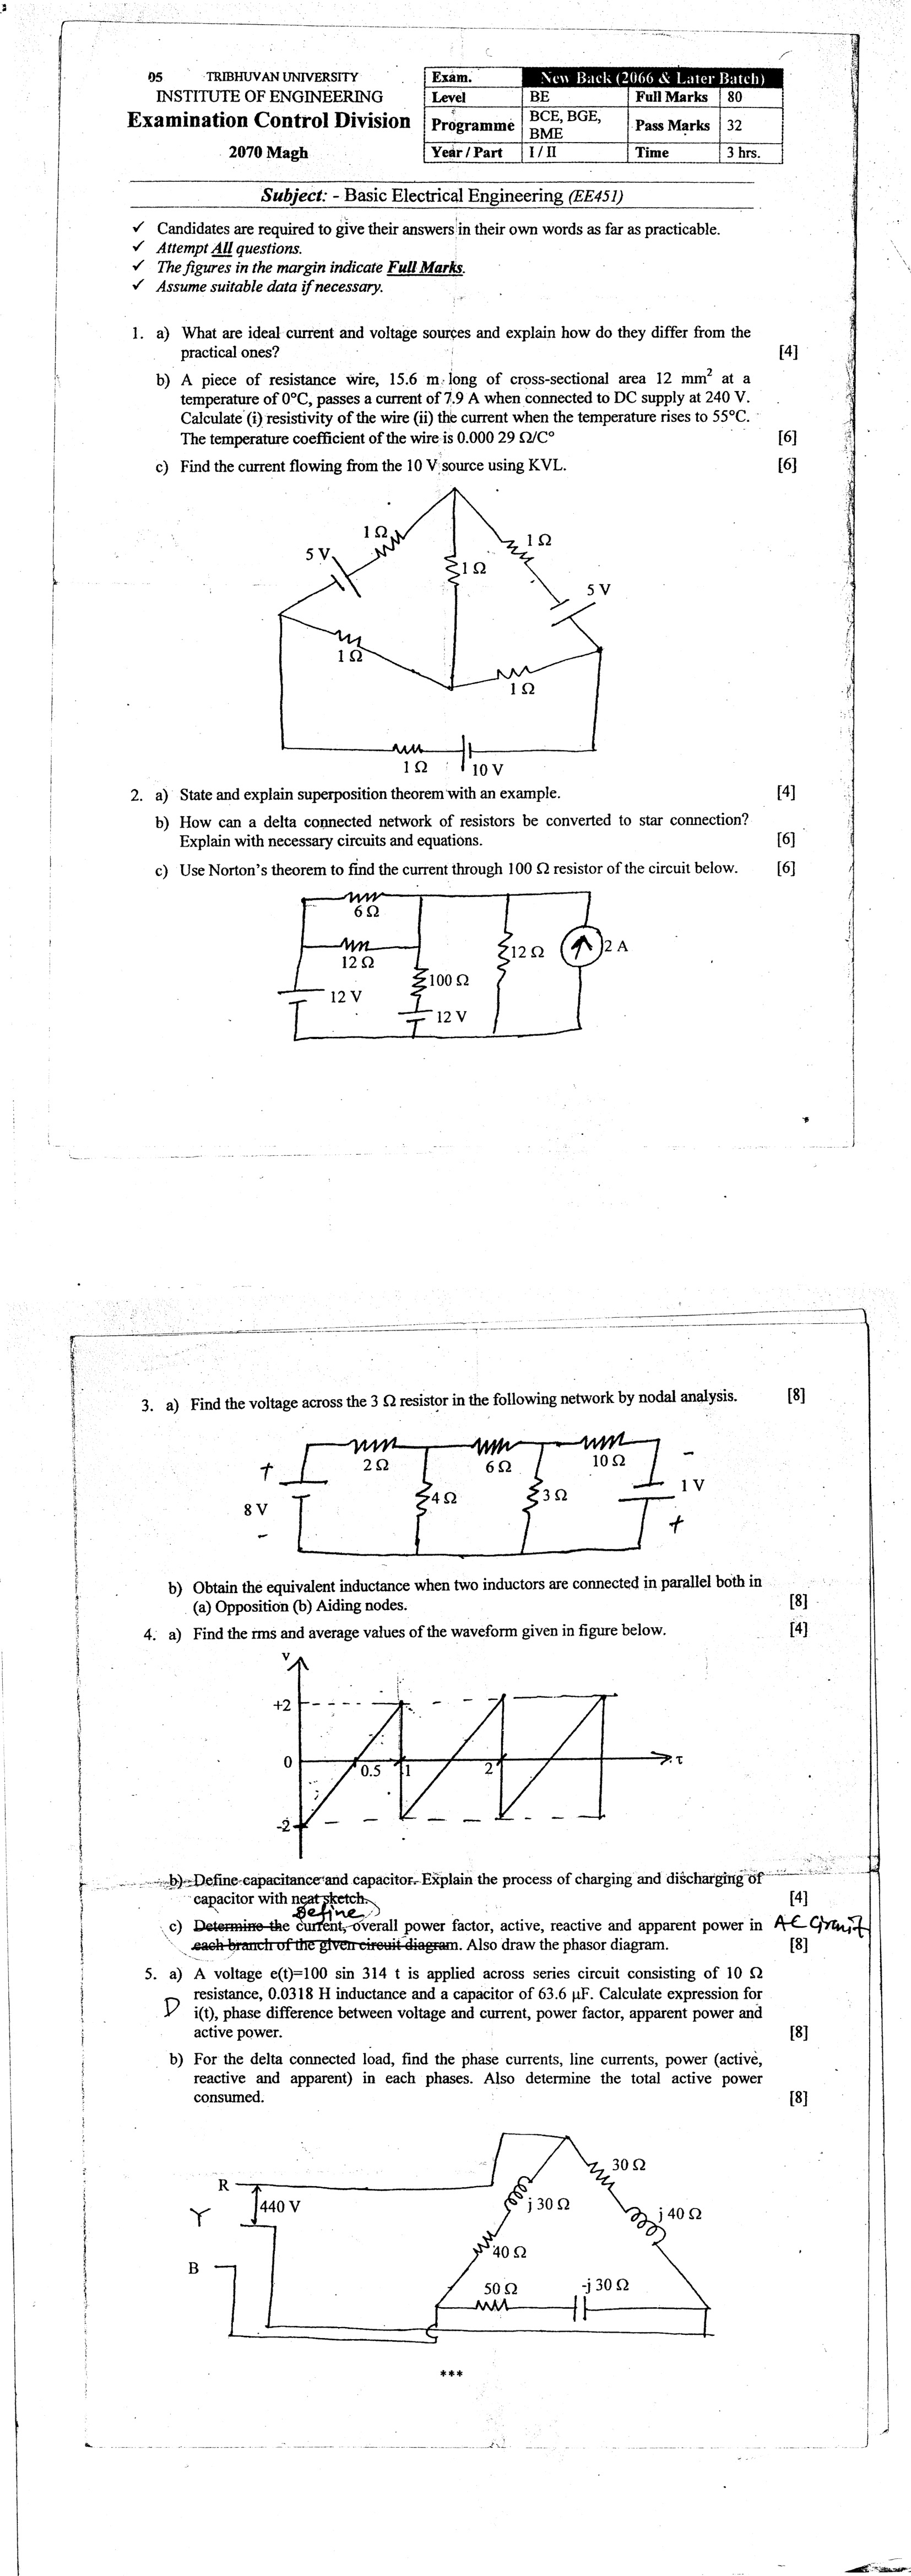 05 TRIBHUVAN UNIVERSITY
INSTITUTE OF ENGINEERING
Examination Control Division
2070 Magh
Exam. New Back (2066 & Later Batch)
Level BE Full Marks 80
Programme BCE, BGE, BME Pass Marks 32
Year / Part I / II Time 3 hrs.
Subject: - Basic Electrical Engineering (EE451)
✓ Candidates are required to give their answers in their own words as far as practicable.
✓ Attempt All questions.
✓ The figures in the margin indicate Full Marks.
✓ Assume suitable data if necessary.
1. a) What are ideal current and voltage sources and explain how do they differ from the
practical ones? [4]
b) A piece of resistance wire, 15.6 m long of cross-sectional area 12 mm² at a
temperature of 0°C, passes a current of 7.9 A when connected to DC supply at 240 V.
Calculate (i) resistivity of the wire (ii) the current when the temperature rises to 55°C.
The temperature coefficient of the wire is 0.000 29 Ω/C° [6]
c) Find the current flowing from the 10 V source using KVL. [6]
1 Ω
1 Ω
5 V
1 Ω
5 V
1 Ω
1 Ω
1 Ω
10 V
2. a) State and explain superposition theorem with an example. [4]
b) How can a delta connected network of resistors be converted to star connection?
Explain with necessary circuits and equations. [6]
c) Use Norton's theorem to find the current through 100 Ω resistor of the circuit below. [6]
6 Ω
12 Ω
12 Ω
2 A
100 Ω
12 V
12 V
3. a) Find the voltage across the 3 Ω resistor in the following network by nodal analysis. [8]
+ 2 Ω 6 Ω 10 Ω -
8 V 4 Ω 3 Ω 1 V
- +
b) Obtain the equivalent inductance when two inductors are connected in parallel both in
(a) Opposition (b) Aiding nodes. [8]
4. a) Find the rms and average values of the waveform given in figure below. [4]
v
+2
0 0.5 1 2 τ
-2
b) Define capacitance and capacitor. Explain the process of charging and discharging of
capacitor with neat sketch. [4]
Define
c) Determine the current, overall power factor, active, reactive and apparent power in AC Circuit
each branch of the given circuit diagram. Also draw the phasor diagram. [8]
5. a) A voltage e(t)=100 sin 314 t is applied across series circuit consisting of 10 Ω
resistance, 0.0318 H inductance and a capacitor of 63.6 μF. Calculate expression for
i(t), phase difference between voltage and current, power factor, apparent power and
active power. [8]
b) For the delta connected load, find the phase currents, line currents, power (active,
reactive and apparent) in each phases. Also determine the total active power
consumed. [8]
30 Ω
R
440 V
j 30 Ω
j 40 Ω
Y
40 Ω
B
50 Ω
-j 30 Ω
***